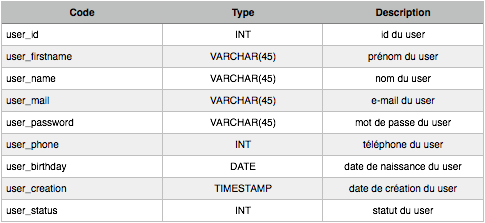 Code Type Description
user_id INT id du user
user_firstname VARCHAR(45) prénom du user
user_name VARCHAR(45) nom du user
user_mail VARCHAR(45) e-mail du user
user_password VARCHAR(45) mot de passe du user
user_phone INT téléphone du user
user_birthday DATE date de naissance du user
user_creation TIMESTAMP date de création du user
user_status INT statut du user